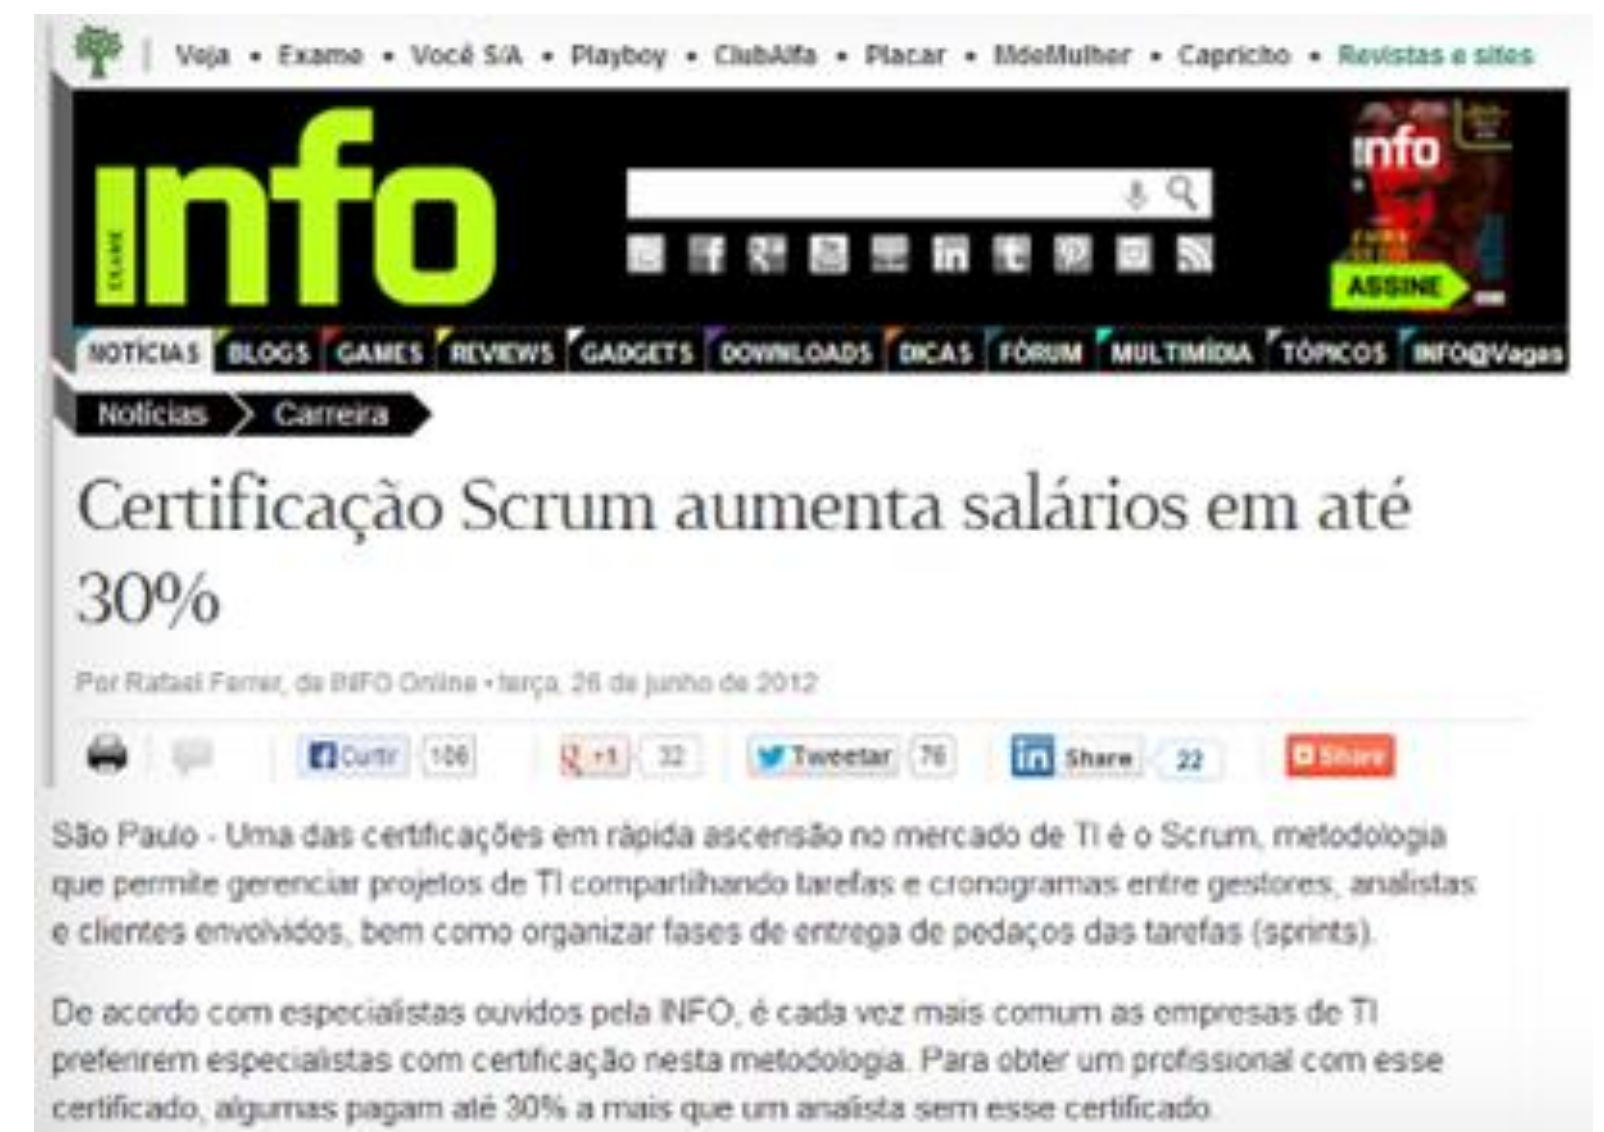 Veja • Exame • Você S/A • Playboy • ClubAlfa • Placar • MdeMulher • Capricho • Revistas e sites
EXAME
info
info
ASSINE
NOTÍCIAS BLOGS GAMES REVIEWS GADGETS DOWNLOADS DICAS FÓRUM MULTIMÍDIA TÓPICOS INFO@Vagas
Notícias Carreira
Certificação Scrum aumenta salários em até
30%
Por Rafael Ferrer, de INFO Online • terça, 26 de junho de 2012
Curtir 106 +1 32 Tweetar 76 in Share 22 Share
São Paulo - Uma das certificações em rápida ascensão no mercado de TI é o Scrum, metodologia
que permite gerenciar projetos de TI compartilhando tarefas e cronogramas entre gestores, analistas
e clientes envolvidos, bem como organizar fases de entrega de pedaços das tarefas (sprints).
De acordo com especialistas ouvidos pela INFO, é cada vez mais comum as empresas de TI
preferirem especialistas com certificação nesta metodologia. Para obter um profissional com esse
certificado, algumas pagam até 30% a mais que um analista sem esse certificado.